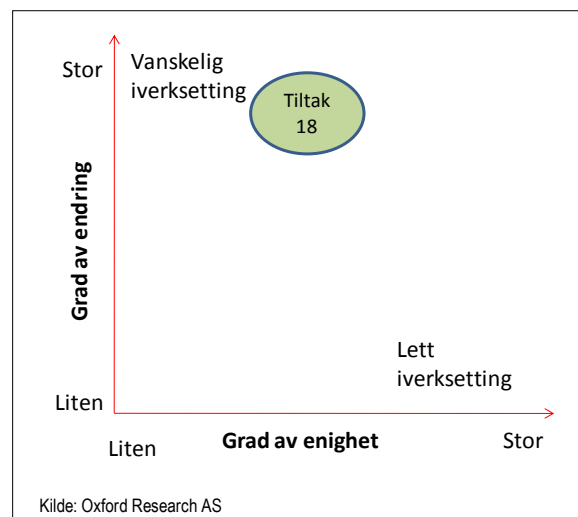 Stor
Vanskelig
iverksetting
Tiltak
18
Grad av endring
Lett
iverksetting
Liten
Liten
Grad av enighet
Stor
Kilde: Oxford Research AS